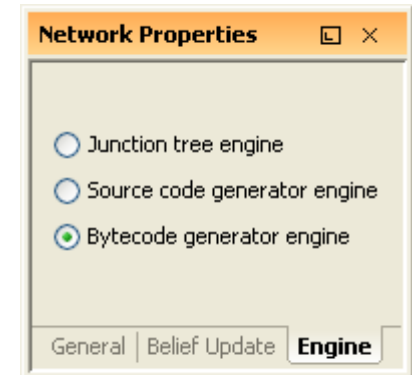 Network Properties
Junction tree engine
Source code generator engine
Bytecode generator engine
General Belief Update Engine